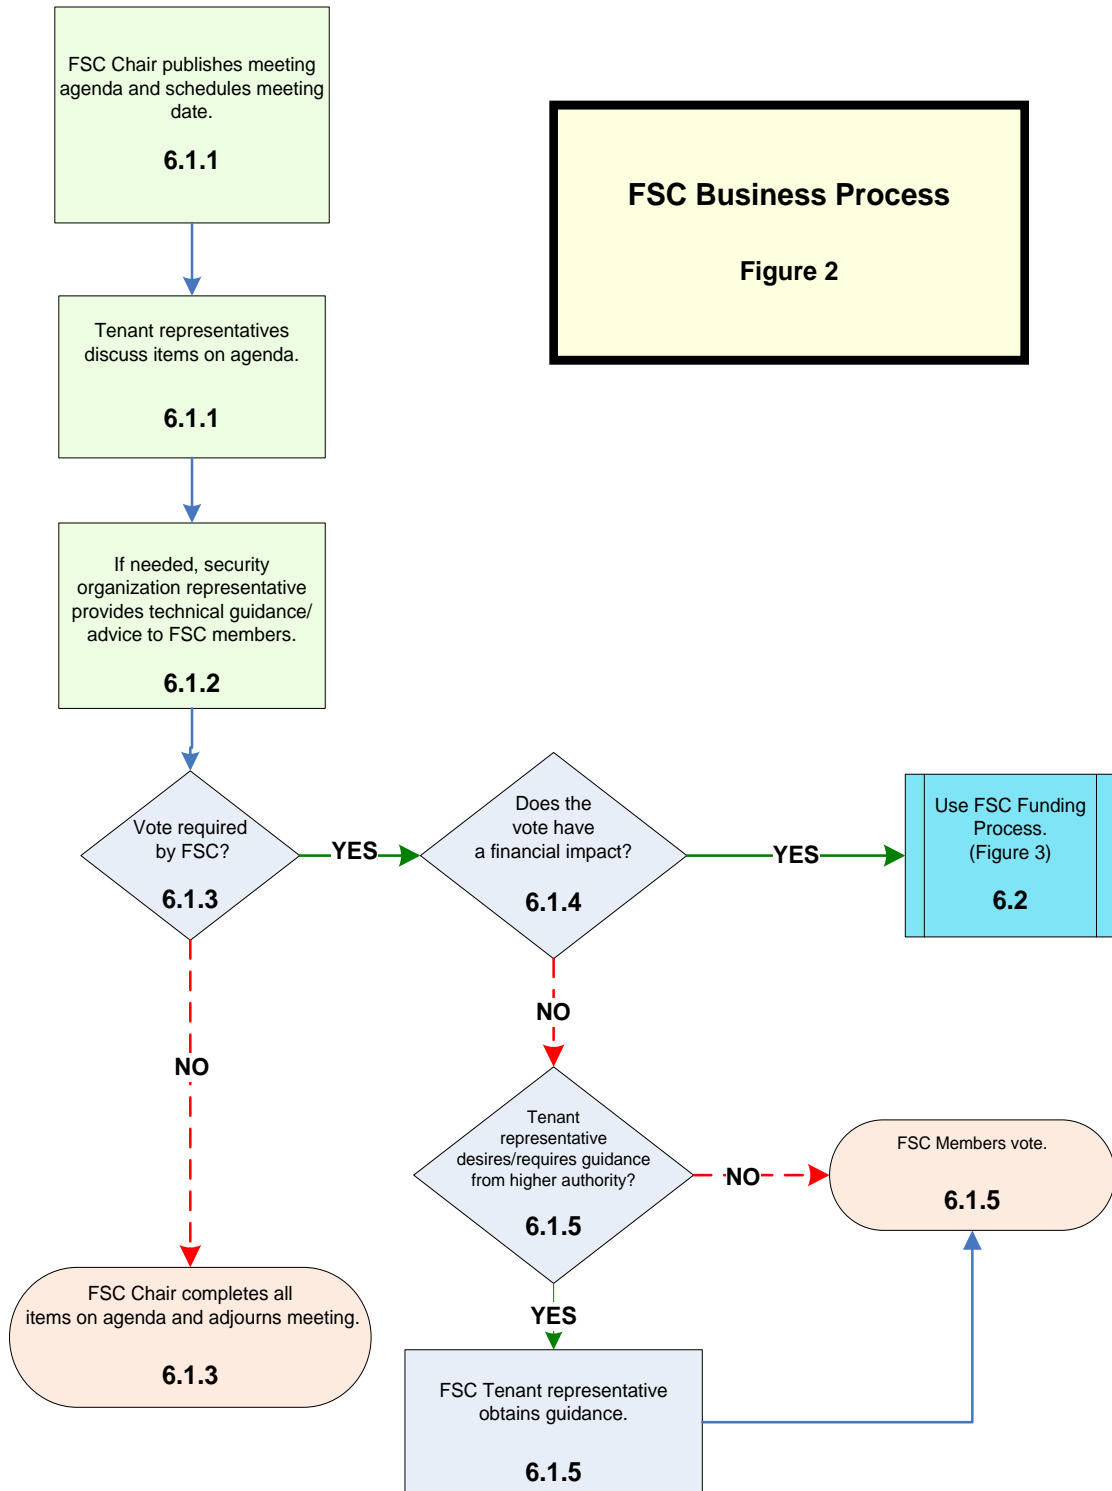 FSC Chair publishes meeting
agenda and schedules meeting
date.
6.1.1
FSC Business Process
Figure 2
Tenant representatives
discuss items on agenda.
6.1.1
If needed, security
organization representative
provides technical guidance/
advice to FSC members.
6.1.2
Vote required
by FSC?
6.1.3
YES
Does the
vote have
a financial impact?
6.1.4
YES
Use FSC Funding
Process.
(Figure 3)
6.2
NO
NO
Tenant
representative
desires/requires guidance
from higher authority?
6.1.5
NO
FSC Members vote.
6.1.5
YES
FSC Chair completes all
items on agenda and adjourns meeting.
6.1.3
FSC Tenant representative
obtains guidance.
6.1.5